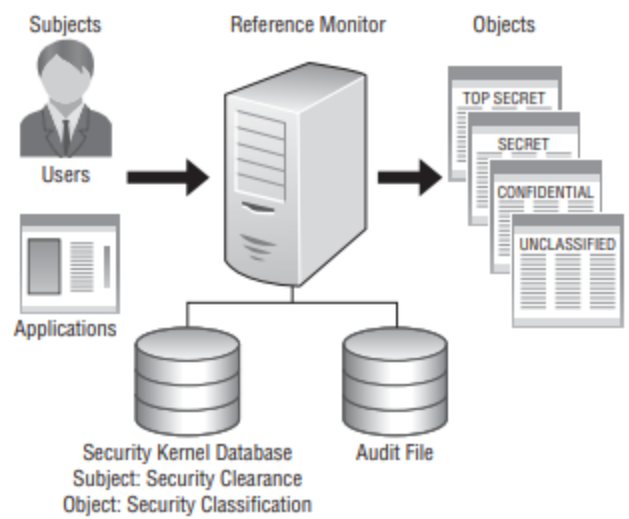 Subjects
Reference Monitor
Objects
Users
Applications
TOP SECRET
SECRET
CONFIDENTIAL
UNCLASSIFIED
Security Kernel Database
Subject: Security Clearance
Object: Security Classification
Audit File